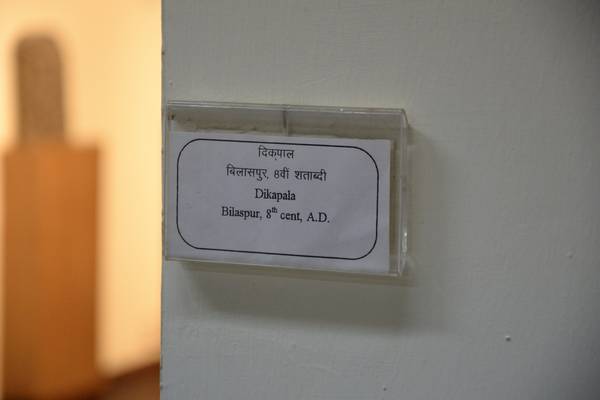 दिक्पाल
बिलासपुर, 8वीं शताब्दी
Dikapala
Bilaspur, 8th cent, A.D.